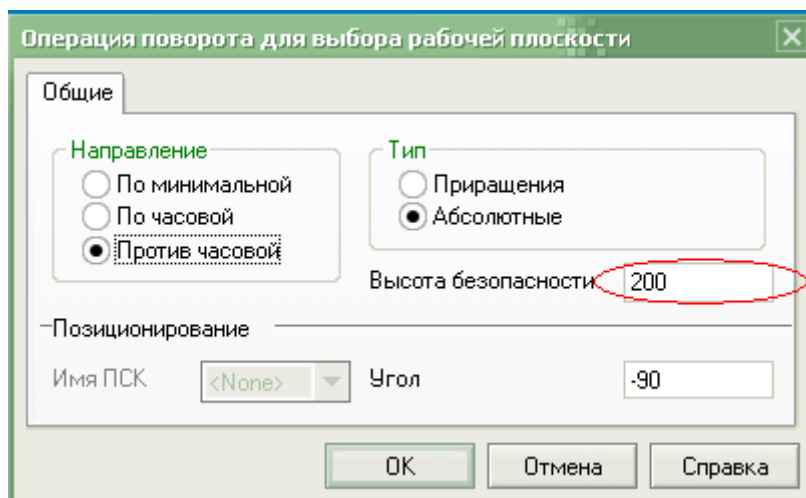 Операция поворота для выбора рабочей плоскости
Общие
Направление
По минимальной
По часовой
Против часовой
Тип
Приращения
Абсолютные
Высота безопасности 200
Позиционирование
Имя ПСК <None> Угол -90
ОК Отмена Справка